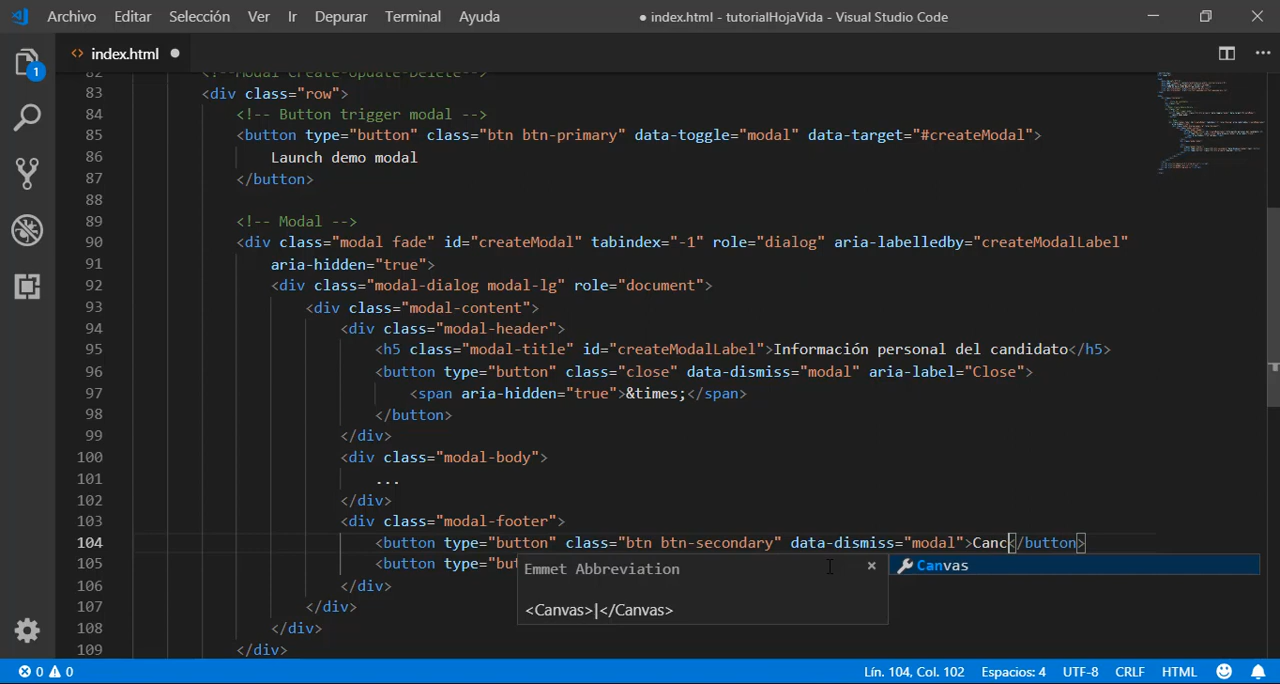 Archivo Editar Selección Ver Ir Depurar Terminal Ayuda ● index.html - tutorialHojaVida - Visual Studio Code
<> index.html ●
1
82 <!--Modal Create-Update-Delete-->
83 <div class="row">
84 <!-- Button trigger modal -->
85 <button type="button" class="btn btn-primary" data-toggle="modal" data-target="#createModal">
86 Launch demo modal
87 </button>
88
89 <!-- Modal -->
90 <div class="modal fade" id="createModal" tabindex="-1" role="dialog" aria-labelledby="createModalLabel"
91 aria-hidden="true">
92 <div class="modal-dialog modal-lg" role="document">
93 <div class="modal-content">
94 <div class="modal-header">
95 <h5 class="modal-title" id="createModalLabel">Información personal del candidato</h5>
96 <button type="button" class="close" data-dismiss="modal" aria-label="Close">
97 <span aria-hidden="true">&times;</span>
98 </button>
99 </div>
100 <div class="modal-body">
101 ...
102 </div>
103 <div class="modal-footer">
104 <button type="button" class="btn btn-secondary" data-dismiss="modal">Canc</button>
105 <button type="but
Emmet Abbreviation ×
Canvas
<Canvas>|</Canvas>
106 </div>
107 </div>
108 </div>
109 </div>
0 0 Lín. 104, Col. 102 Espacios: 4 UTF-8 CRLF HTML